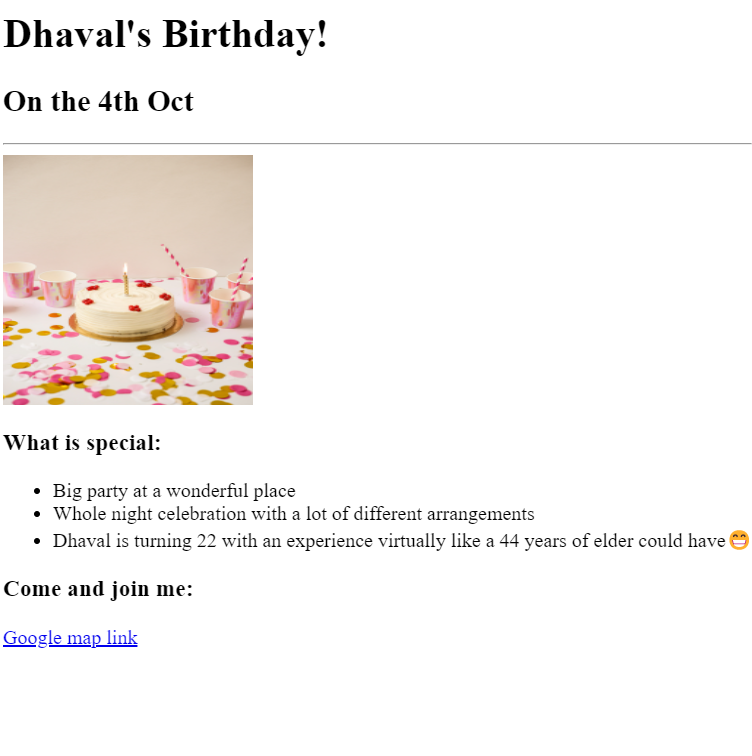 Dhaval's Birthday!
On the 4th Oct
What is special:
Big party at a wonderful place
Whole night celebration with a lot of different arrangements
Dhaval is turning 22 with an experience virtually like a 44 years of elder could have😁
Come and join me:
Google map link